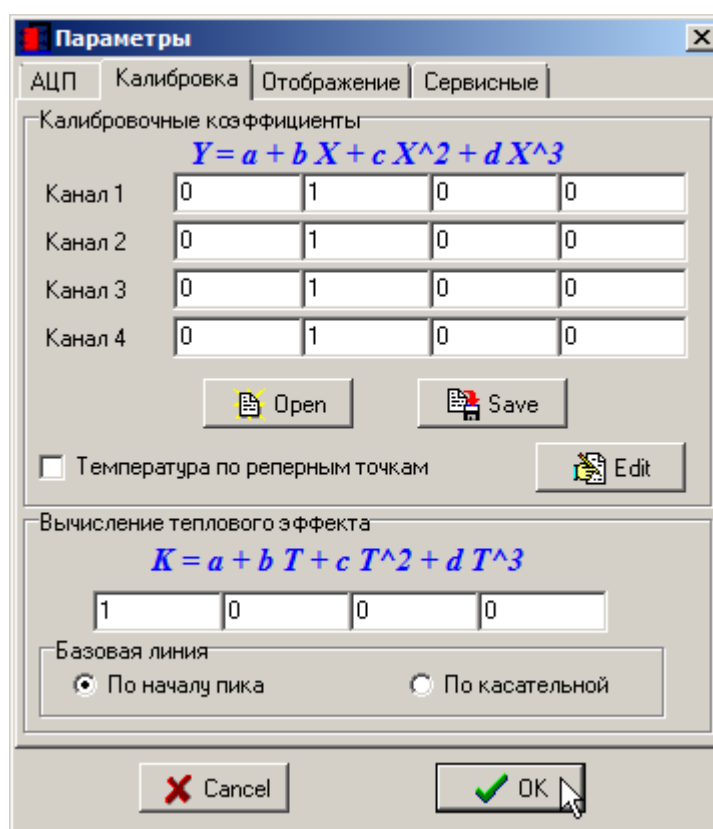 Параметры
АЦП Калибровка Отображение Сервисные
Калибровочные коэффициенты
Y = a + b X + c X^2 + d X^3
Канал 1 0 1 0 0
Канал 2 0 1 0 0
Канал 3 0 1 0 0
Канал 4 0 1 0 0
Open Save
Температура по реперным точкам Edit
Вычисление теплового эффекта
K = a + b T + c T^2 + d T^3
1 0 0 0
Базовая линия
По началу пика По касательной
Cancel OK